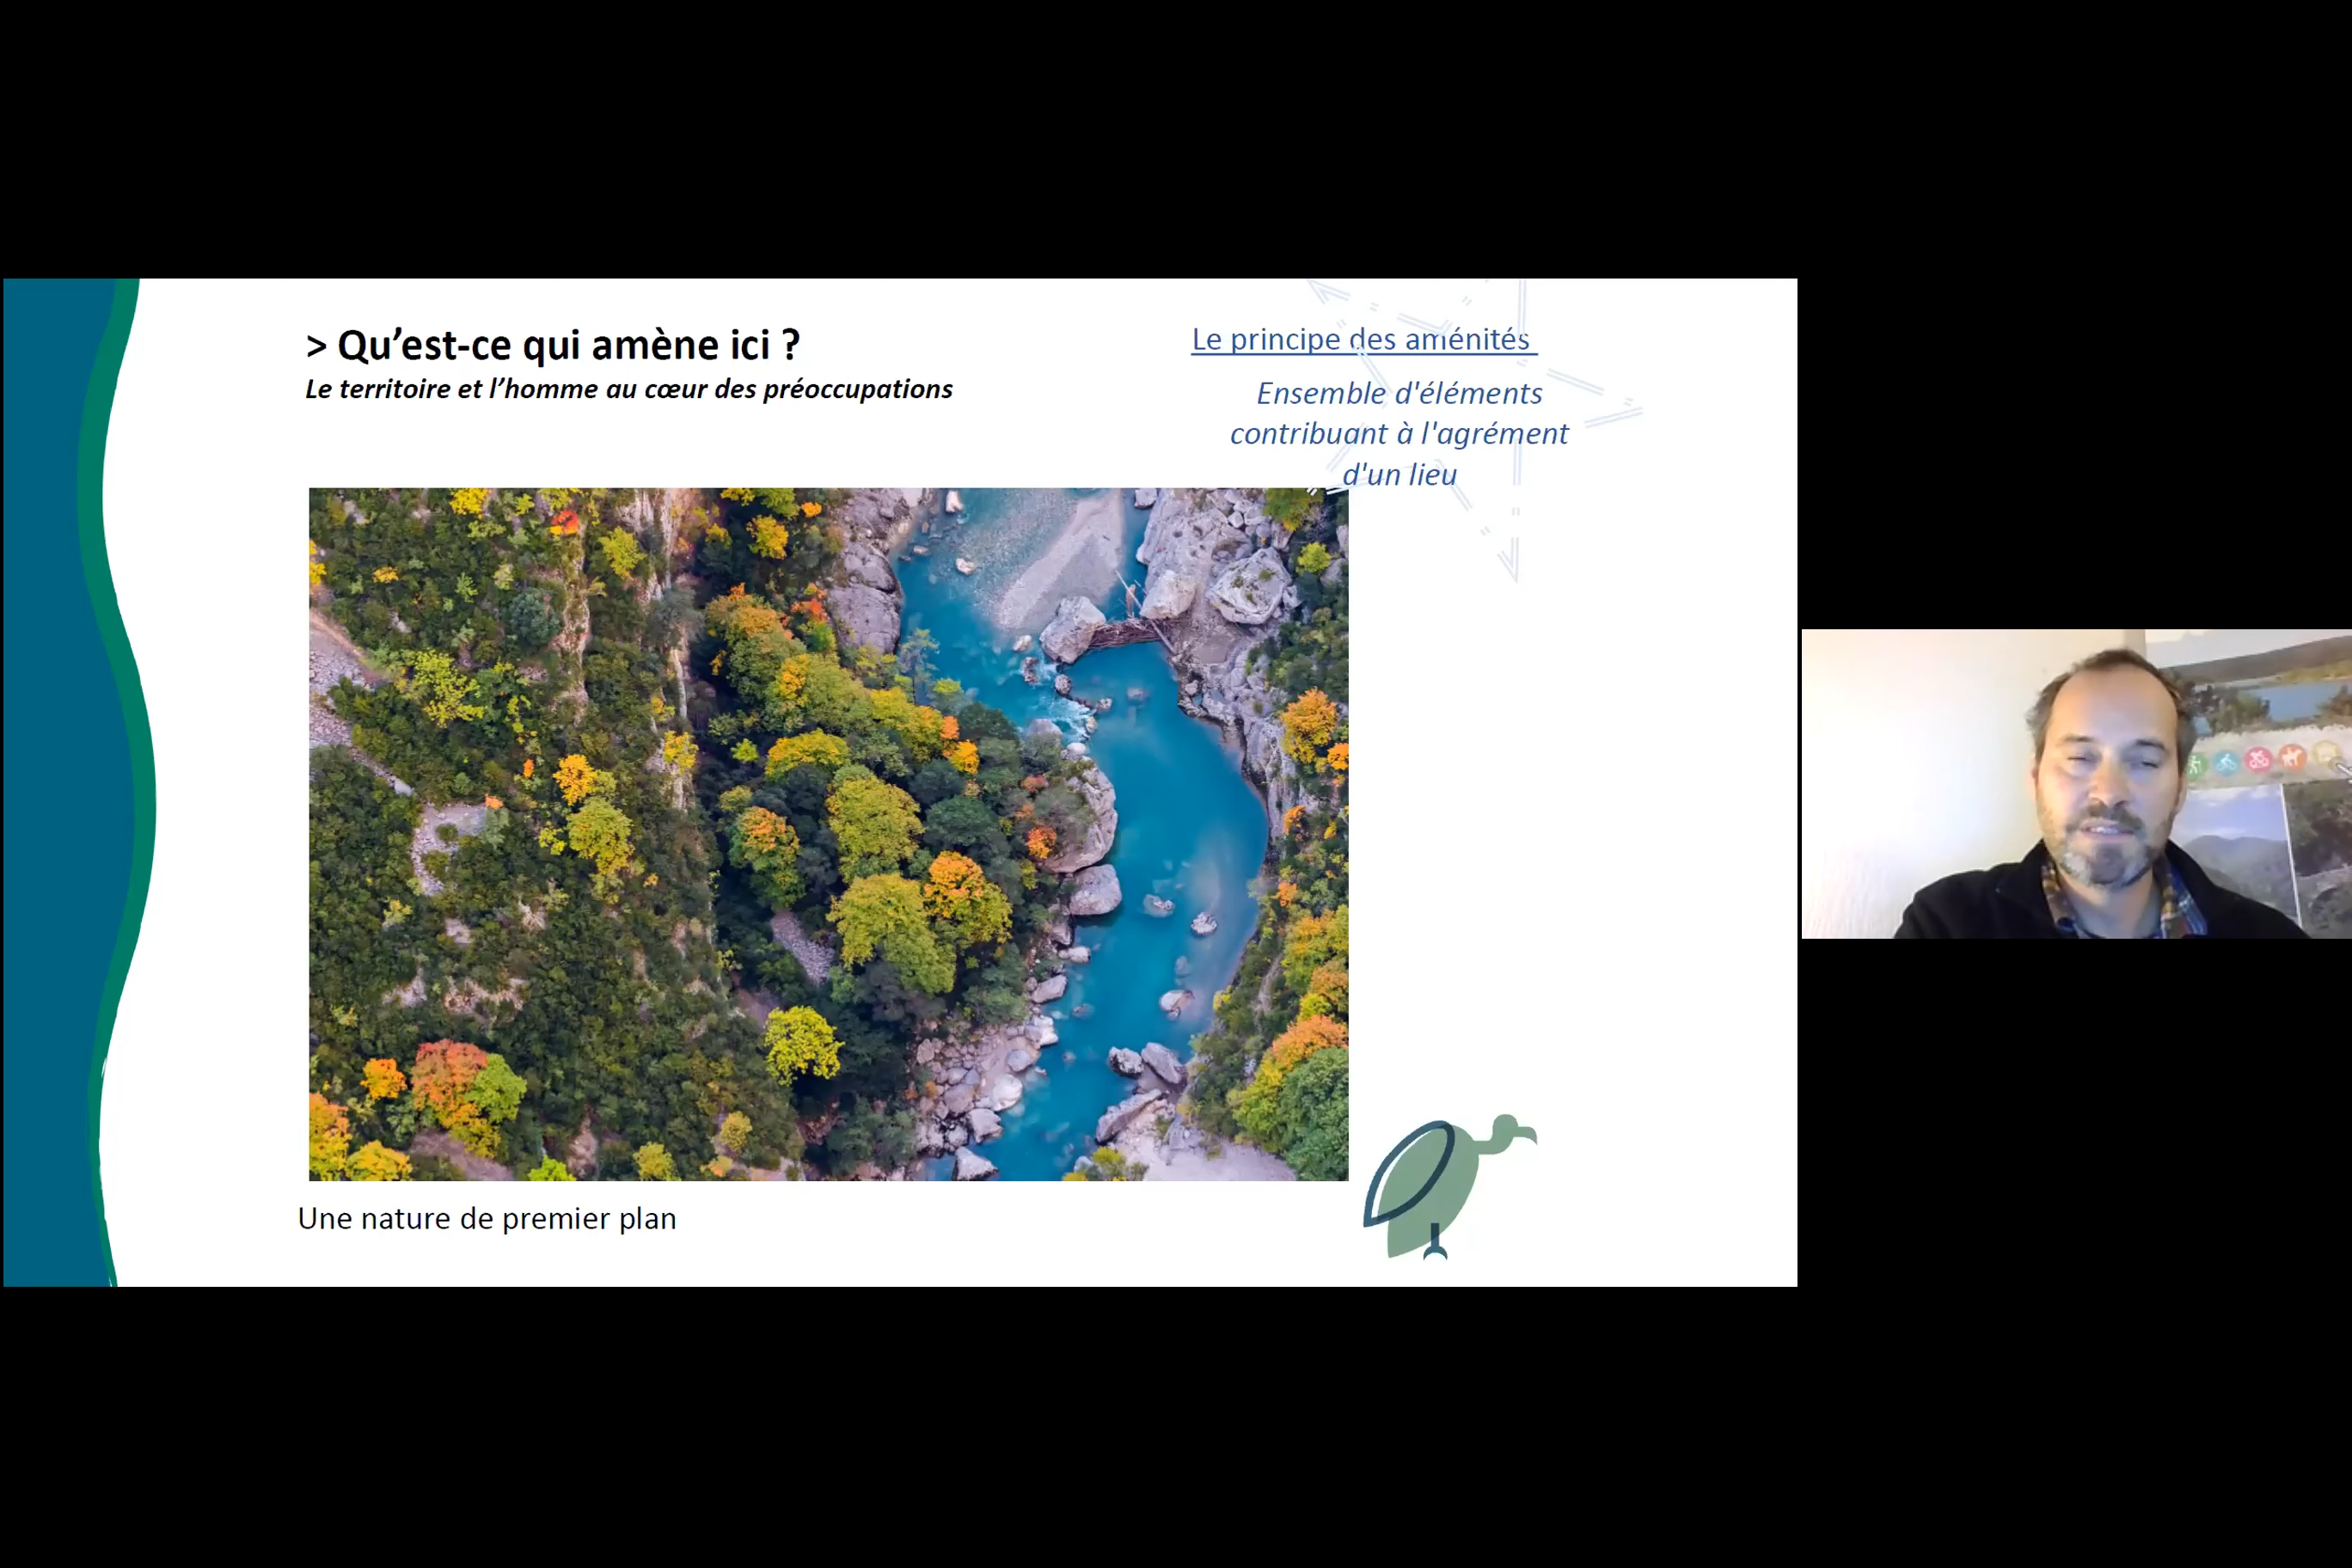 > Qu’est-ce qui amène ici ?
Le territoire et l’homme au cœur des préoccupations
Le principe des aménités
Ensemble d'éléments
contribuant à l'agrément
d'un lieu
Une nature de premier plan